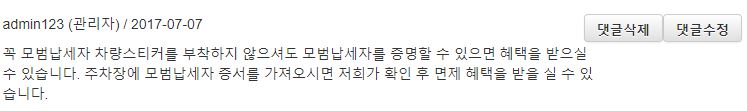 admin123 (관리자) / 2017-07-07
댓글삭제 댓글수정
꼭 모범납세자 차량스티커를 부착하지 않으셔도 모범납세자를 증명할 수 있으면 혜택을 받으실
수 있습니다. 주차장에 모범납세자 증서를 가져오시면 저희가 확인 후 면제 혜택을 받을 실 수 있
습니다.